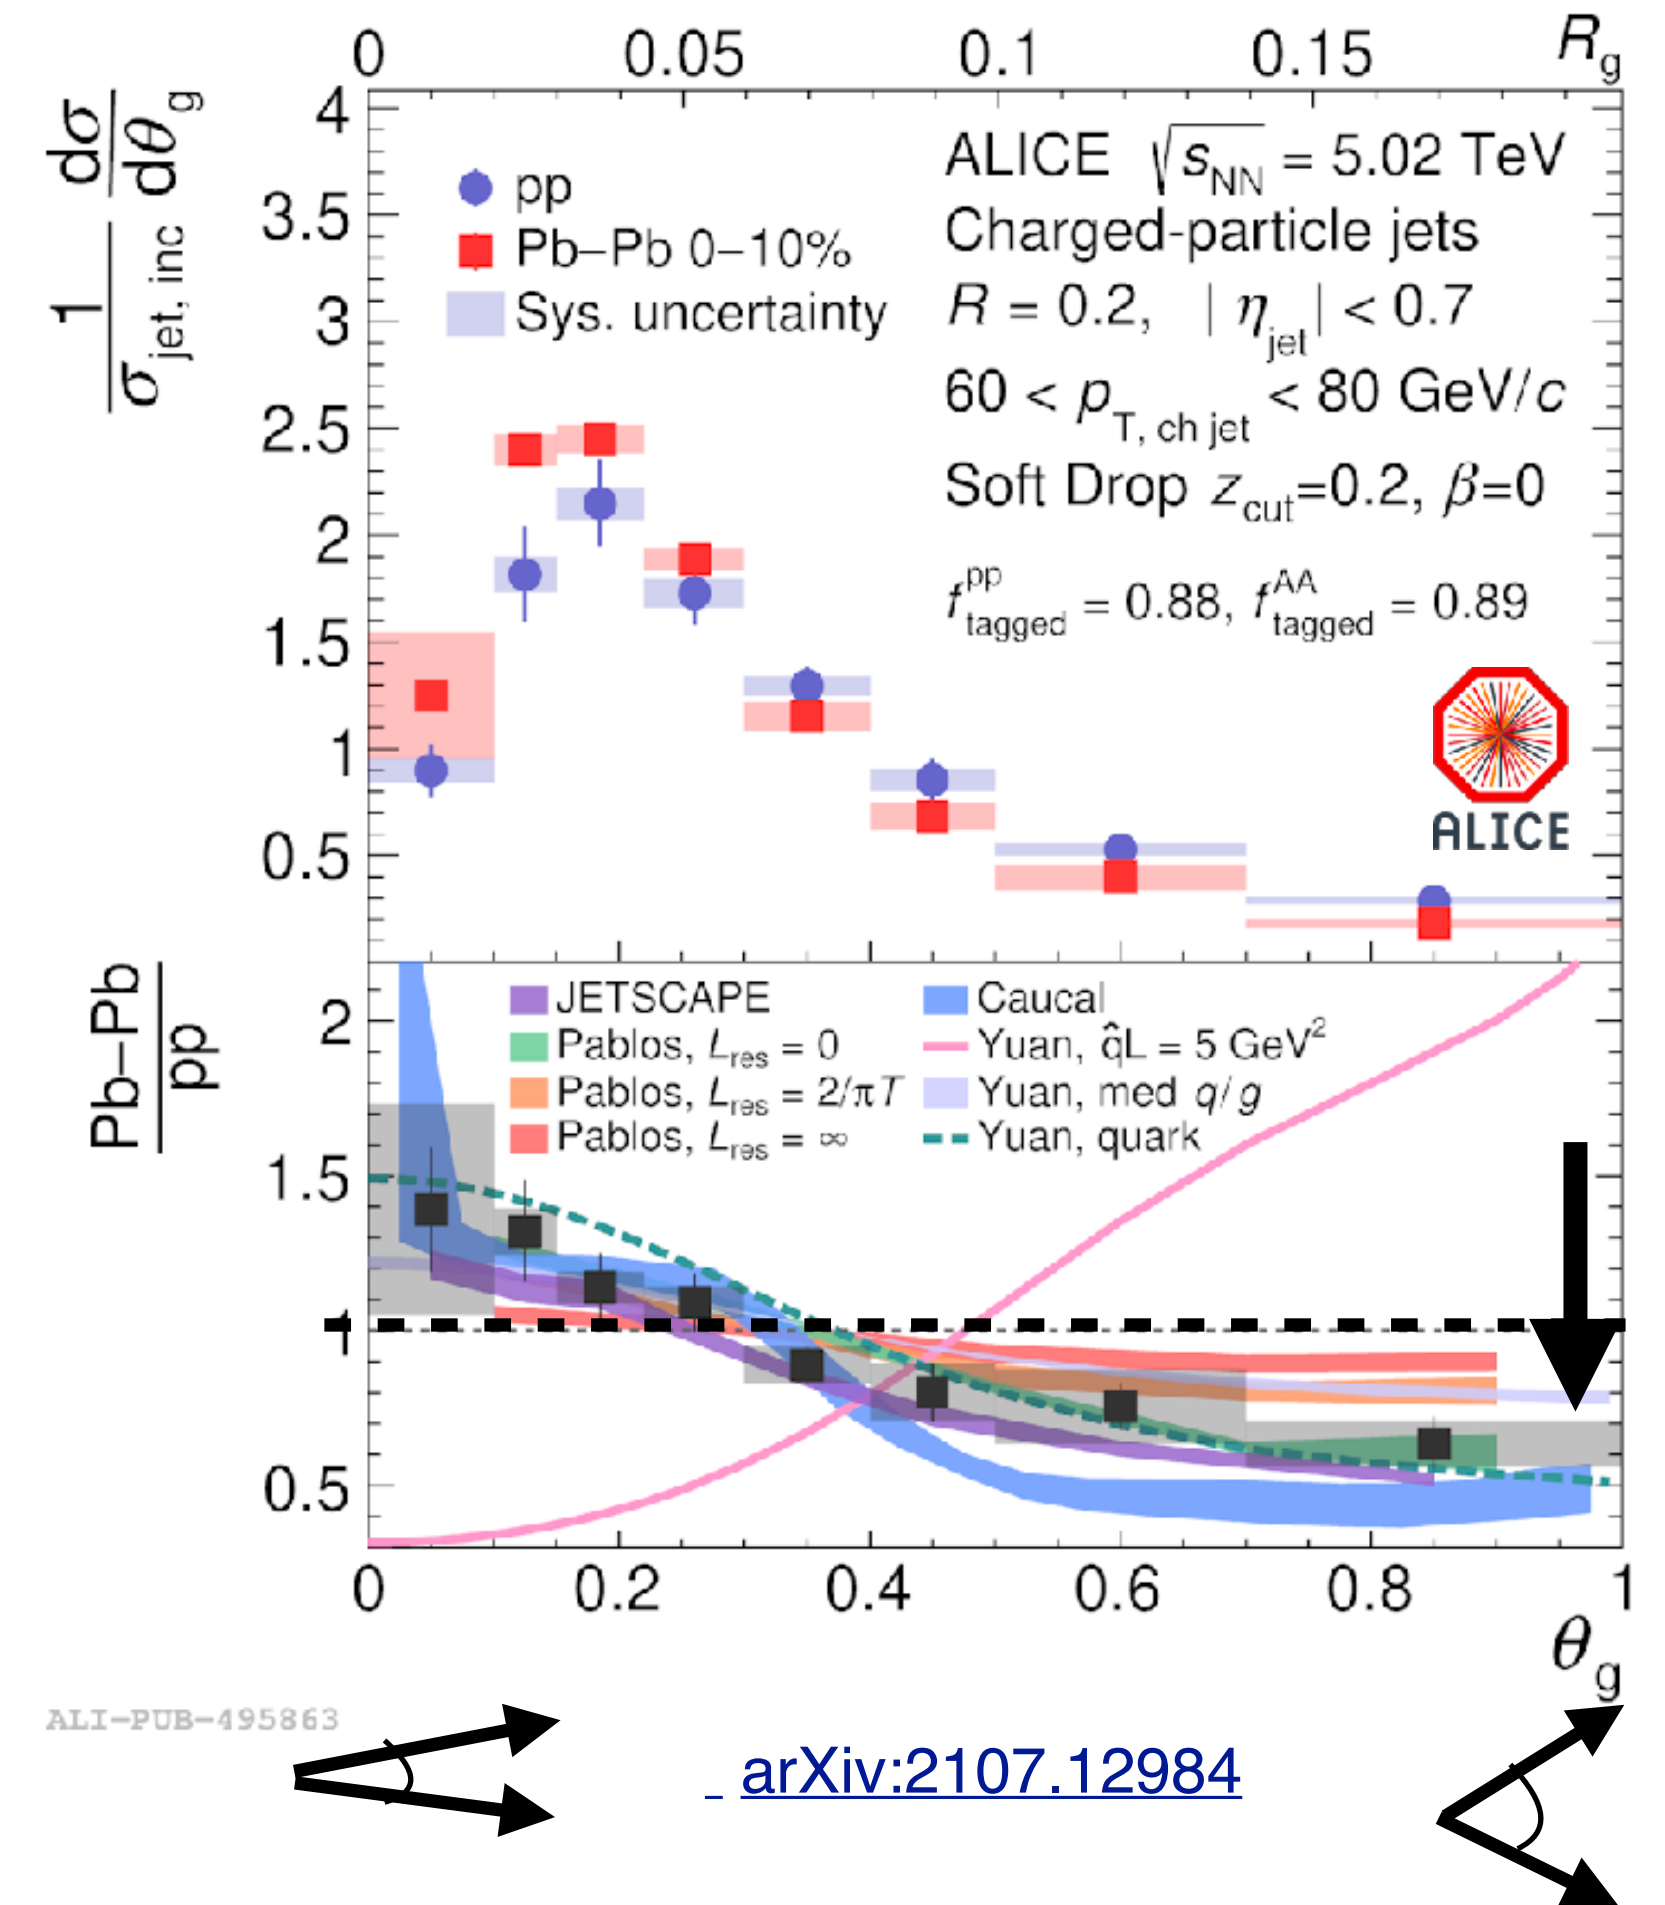 0 0.05 0.1 0.15 R_g
1/σ_jet, inc dσ/dθ_g
4
3.5
3
2.5
2
1.5
1
0.5
pp
Pb–Pb 0–10%
Sys. uncertainty
ALICE √s_NN = 5.02 TeV
Charged-particle jets
R = 0.2, | η_jet | < 0.7
60 < p_T, ch jet < 80 GeV/c
Soft Drop z_cut=0.2, β=0
f^pp_tagged = 0.88, f^AA_tagged = 0.89
ALICE
Pb–Pb
pp
2
1.5
1
0.5
JETSCAPE
Pablos, L_res = 0
Pablos, L_res = 2/πT
Pablos, L_res = ∞
Caucal
Yuan, q̂L = 5 GeV²
Yuan, med q/g
Yuan, quark
0 0.2 0.4 0.6 0.8 1
θ_g
ALI-PUB-495863
arXiv:2107.12984